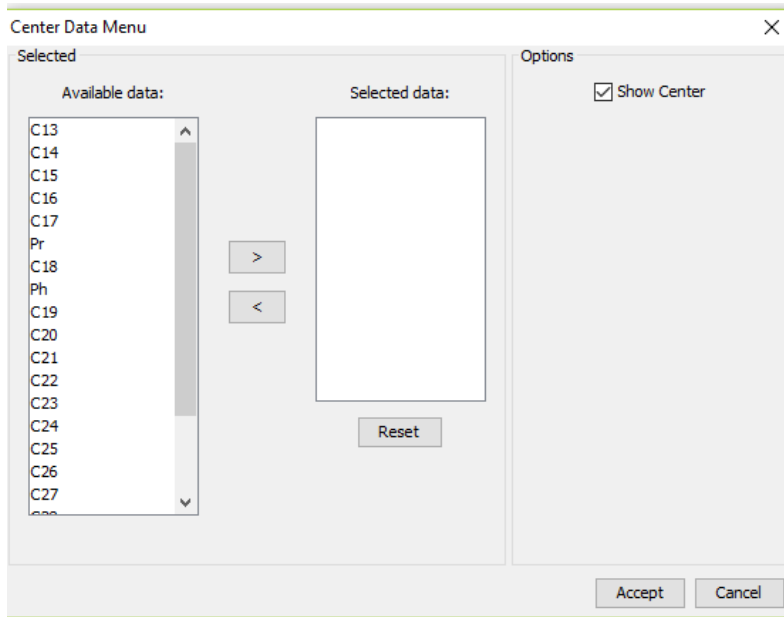 Center Data Menu
Selected
Available data:
C13
C14
C15
C16
C17
Pr
C18
Ph
C19
C20
C21
C22
C23
C24
C25
C26
C27
>
<
Selected data:
Reset
Options
Show Center
Accept
Cancel